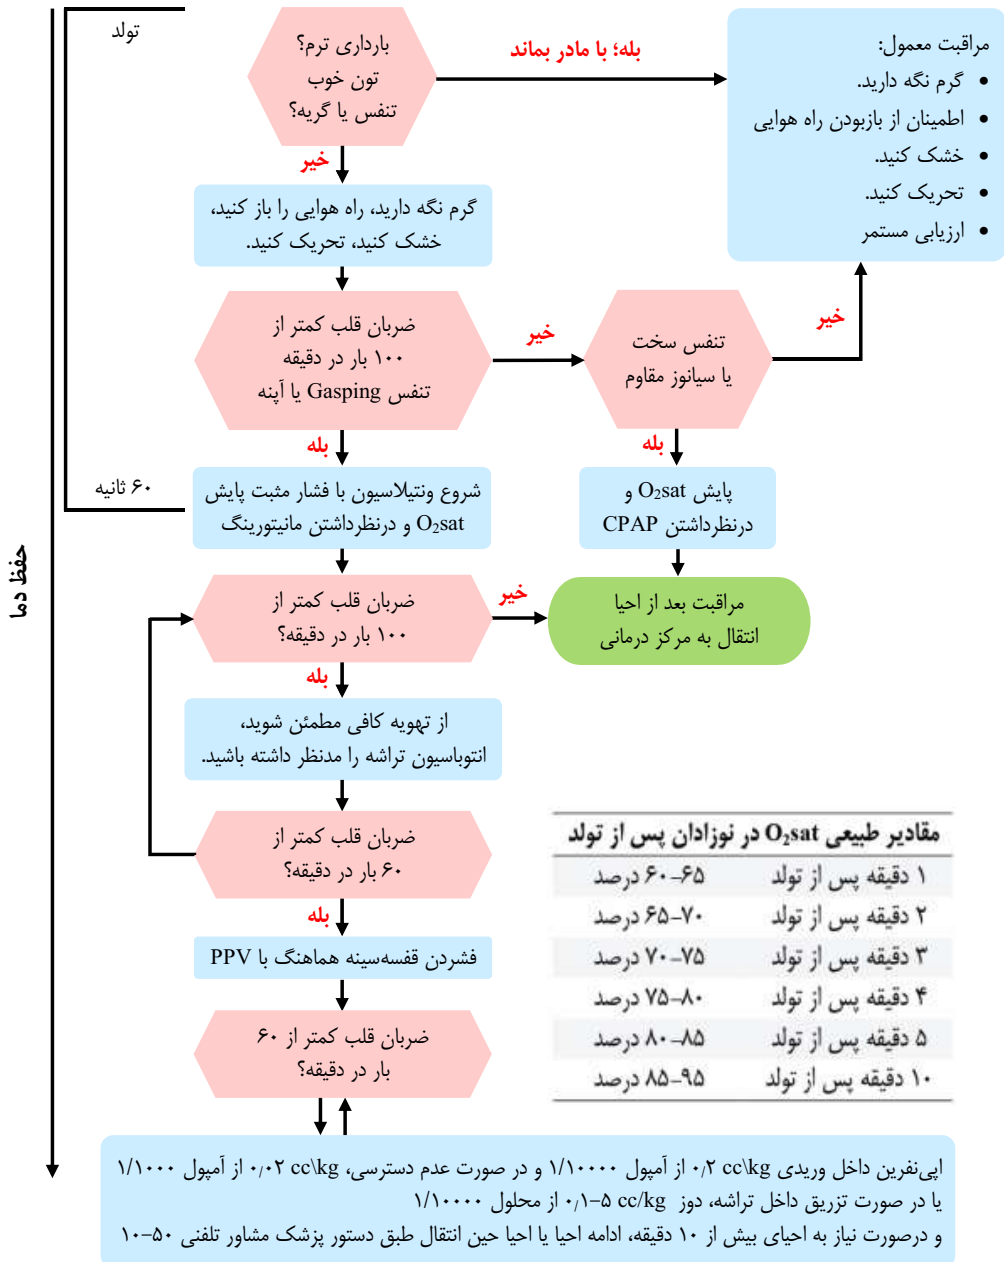 تولد
بارداری ترم؟
تون خوب
تنفس یا گریه؟
بله؛ با مادر بماند
مراقبت معمول:
• گرم نگه دارید.
• اطمینان از بازبودن راه هوایی
• خشک کنید.
• تحریک کنید.
• ارزیابی مستمر
خیر
گرم نگه دارید، راه هوایی را باز کنید،
خشک کنید، تحریک کنید.
ضربان قلب کمتر از
۱۰۰ بار در دقیقه
تنفس Gasping یا آپنه
خیر
تنفس سخت
یا سیانوز مقاوم
خیر
بله
بله
۶۰ ثانیه
شروع ونتیلاسیون با فشار مثبت پایش
O₂sat و درنظرداشتن مانیتورینگ
پایش O₂sat و
درنظرداشتن CPAP
حفظ دما
ضربان قلب کمتر از
۱۰۰ بار در دقیقه؟
خیر
مراقبت بعد از احیا
انتقال به مرکز درمانی
بله
از تهویه کافی مطمئن شوید،
انتوباسیون تراشه را مدنظر داشته باشید.
ضربان قلب کمتر از
۶۰ بار در دقیقه؟
بله
فشردن قفسه‌سینه هماهنگ با PPV
ضربان قلب کمتر از ۶۰
بار در دقیقه؟
مقادیر طبیعی O₂sat در نوزادان پس از تولد
۱ دقیقه پس از تولد ۶۰–۶۵ درصد
۲ دقیقه پس از تولد ۶۵–۷۰ درصد
۳ دقیقه پس از تولد ۷۰–۷۵ درصد
۴ دقیقه پس از تولد ۷۵–۸۰ درصد
۵ دقیقه پس از تولد ۸۰–۸۵ درصد
۱۰ دقیقه پس از تولد ۸۵–۹۵ درصد
اپی‌نفرین داخل وریدی ۰٫۲ cc\kg از آمپول ۱/۱۰۰۰۰ و در صورت عدم دسترسی، ۰٫۰۲ cc\kg از آمپول ۱/۱۰۰۰
یا در صورت تزریق داخل تراشه، دوز ۰٫۱–۵ cc/kg از محلول ۱/۱۰۰۰۰
و درصورت نیاز به احیای بیش از ۱۰ دقیقه، ادامه احیا یا احیا حین انتقال طبق دستور پزشک مشاور تلفنی ۵۰–۱۰